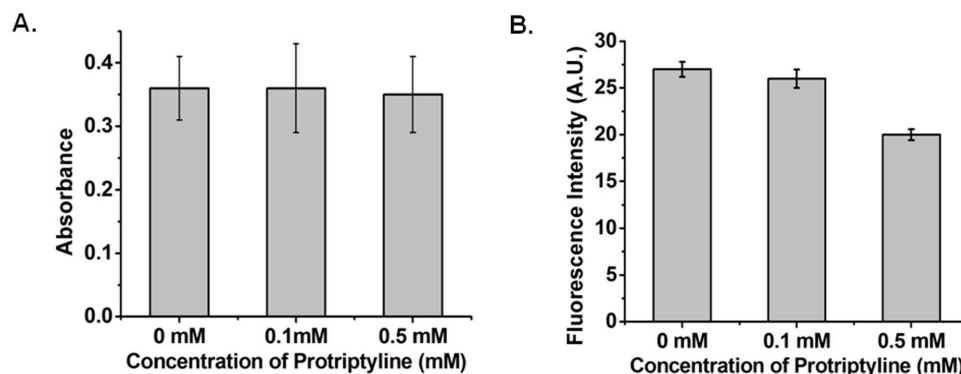 A.
Absorbance
0.4
0.3
0.2
0.1
0.0
0 mM 0.1mM 0.5 mM
Concentration of Protriptyline (mM)
B.
Fluorescence Intensity (A.U.)
30
25
20
15
10
5
0
0 mM 0.1 mM 0.5 mM
Concentration of Protriptyline (mM)